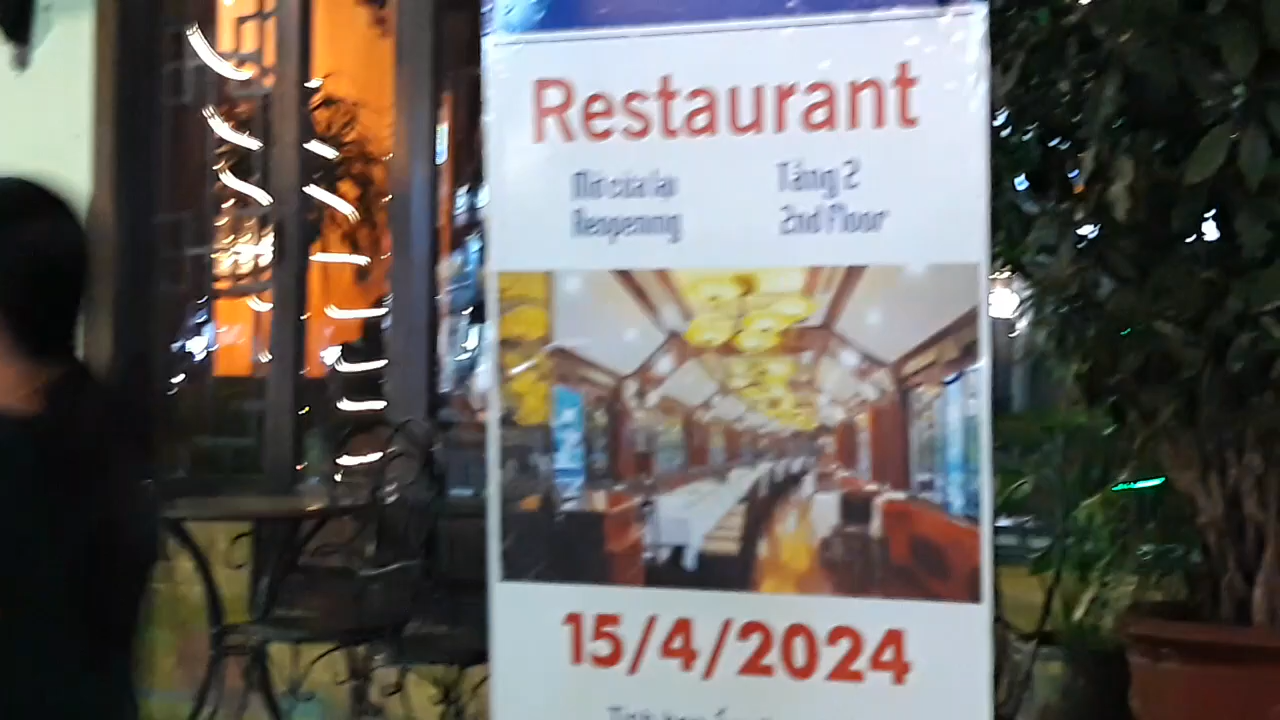 Restaurant
Mở cửa lại Tầng 2
Reopening 2nd Floor
15/4/2024